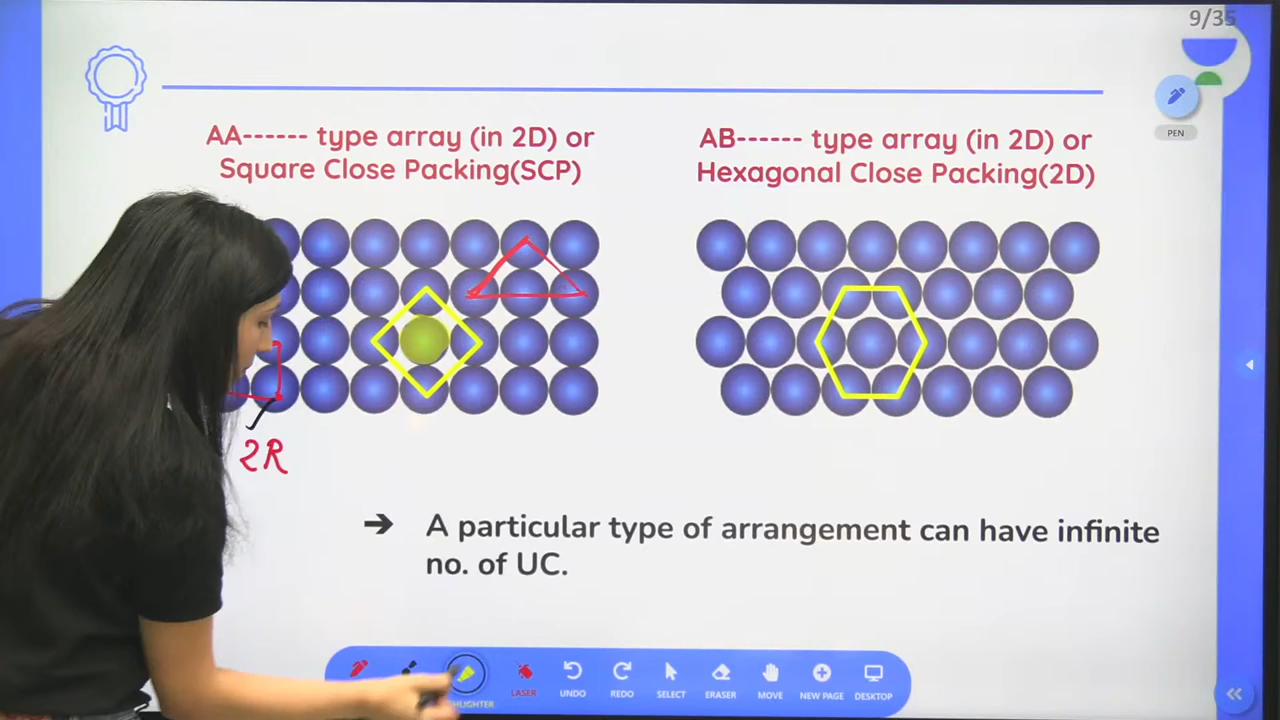 9/35
PEN
AA------ type array (in 2D) or
Square Close Packing(SCP)
AB------ type array (in 2D) or
Hexagonal Close Packing(2D)
2R
➔ A particular type of arrangement can have infinite
no. of UC.
LASER
UNDO
REDO
SELECT
ERASER
MOVE
NEW PAGE
DESKTOP